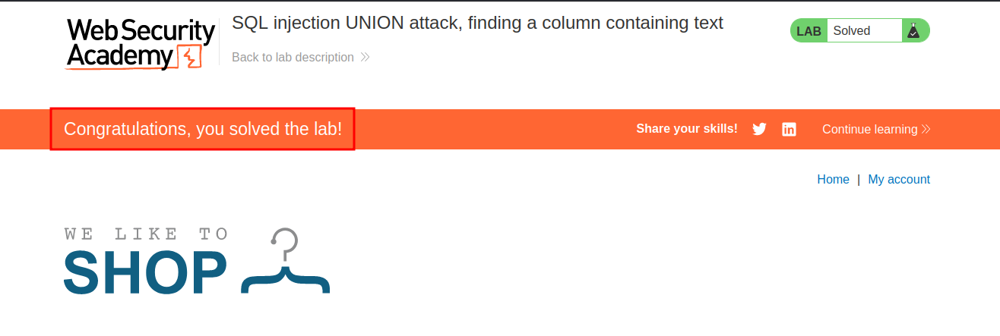 Web Security
Academy
SQL injection UNION attack, finding a column containing text
Back to lab description
LAB Solved
Congratulations, you solved the lab!
Share your skills!
Continue learning
Home | My account
WE LIKE TO
SHOP